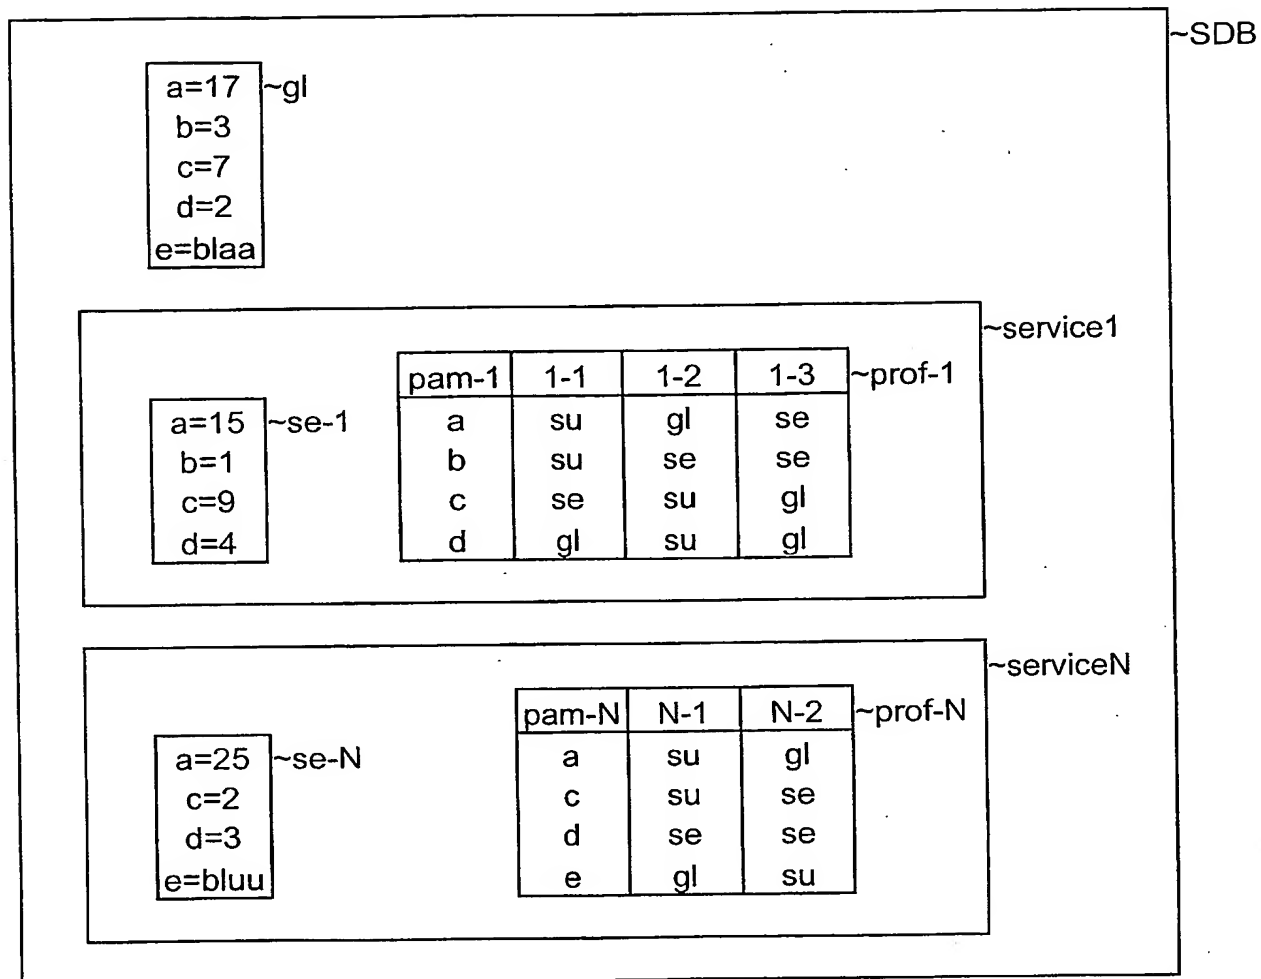 ~SDB
a=17 ~gl
b=3
c=7
d=2
e=blaa
~service1
pam-1 1-1 1-2 1-3 ~prof-1
a su gl se
b su se se
c se su gl
d gl su gl
a=15 ~se-1
b=1
c=9
d=4
~serviceN
pam-N N-1 N-2 ~prof-N
a su gl
c su se
d se se
e gl su
a=25 ~se-N
c=2
d=3
e=bluu